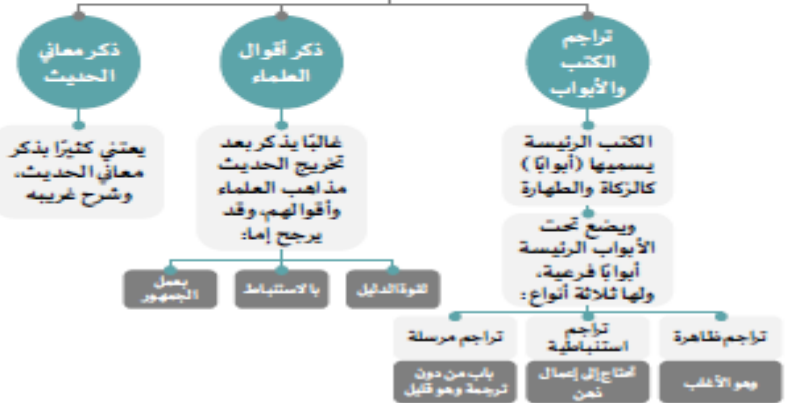 تراجم
الكتب
والأبواب
الكتب الرئيسة
يسميها (أبوابًا)
كالزكاة والطهارة
ويضع تحت
الأبواب الرئيسة
أبوابًا فرعية،
ولها ثلاثة أنواع:
تراجم ظاهرة
وهو الأغلب
تراجم
استنباطية
تحتاج إلى إعمال
ذهن
تراجم مرسلة
باب من دون
ترجمة وهو قليل
ذكر أقوال
العلماء
غالبًا يذكر بعد
تخريج الحديث
مذاهب العلماء
وأقوالهم، وقد
يرجح إما:
لقوة الدليل
بالاستنباط
بعمل
الجمهور
ذكر معاني
الحديث
يعتني كثيرًا بذكر
معاني الحديث،
وشرح غريبه